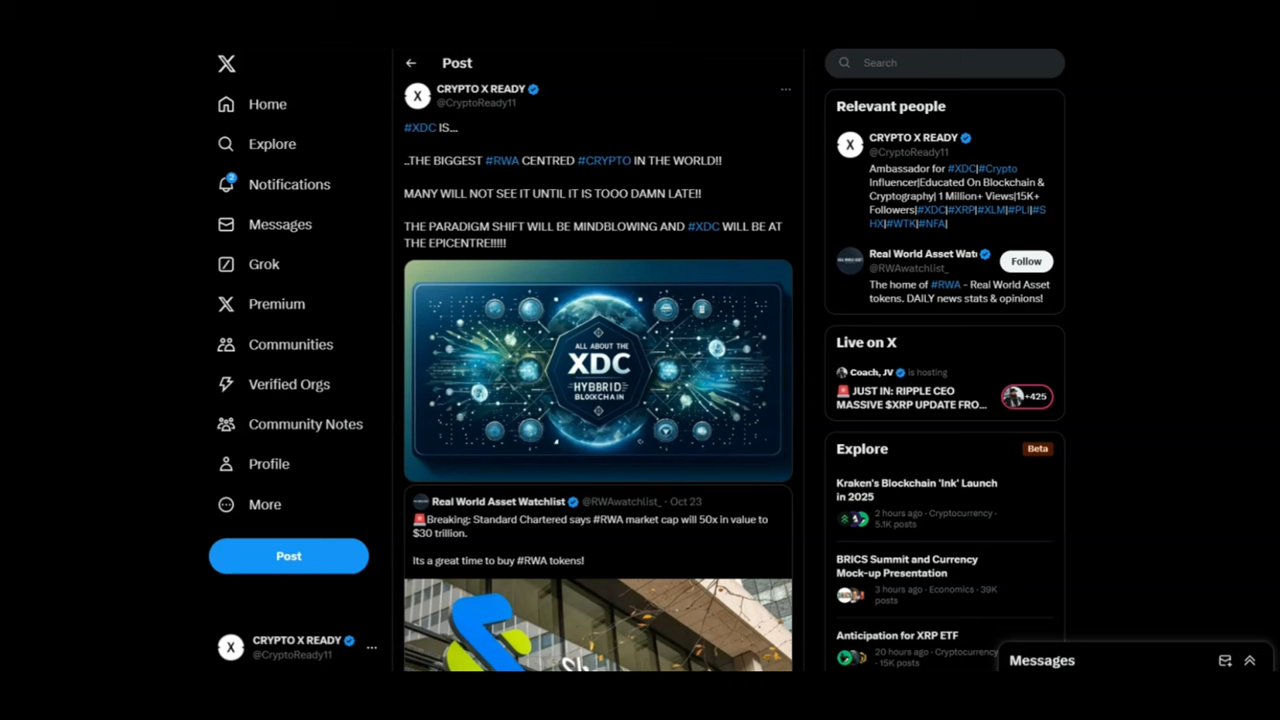 Home
Explore
2
Notifications
Messages
Grok
Premium
Communities
Verified Orgs
Community Notes
Profile
More
Post
CRYPTO X READY
@CryptoReady11
Post
CRYPTO X READY
@CryptoReady11
#XDC IS...
..THE BIGGEST #RWA CENTRED #CRYPTO IN THE WORLD!!
MANY WILL NOT SEE IT UNTIL IT IS TOOO DAMN LATE!!
THE PARADIGM SHIFT WILL BE MINDBLOWING AND #XDC WILL BE AT
THE EPICENTRE!!!!!
ALL ABOUT THE
XDC
HYBBRID
BLOCKCHAIN
Real World Asset Watchlist @RWAwatchlist_ · Oct 23
🚨Breaking: Standard Chartered says #RWA market cap will 50x in value to
$30 trillion.
Its a great time to buy #RWA tokens!
Search
Relevant people
CRYPTO X READY
@CryptoReady11
Ambassador for #XDC|#Crypto
Influencer|Educated On Blockchain &
Cryptography| 1 Million+ Views|15K+
Followers|#XDC|#XRP|#XLM|#PLI|#S
HX|#WTK|#NFA|
Real World Asset Wat
@RWAwatchlist_
Follow
The home of #RWA - Real World Asset
tokens. DAILY news stats & opinions!
Live on X
Coach, JV is hosting
🚨JUST IN: RIPPLE CEO
MASSIVE $XRP UPDATE FRO...
+425
Explore
Beta
Kraken's Blockchain 'Ink' Launch
in 2025
2 hours ago · Cryptocurrency ·
5.1K posts
BRICS Summit and Currency
Mock-up Presentation
3 hours ago · Economics · 39K
posts
Anticipation for XRP ETF
20 hours ago · Cryptocurrency
· 15K posts
Messages